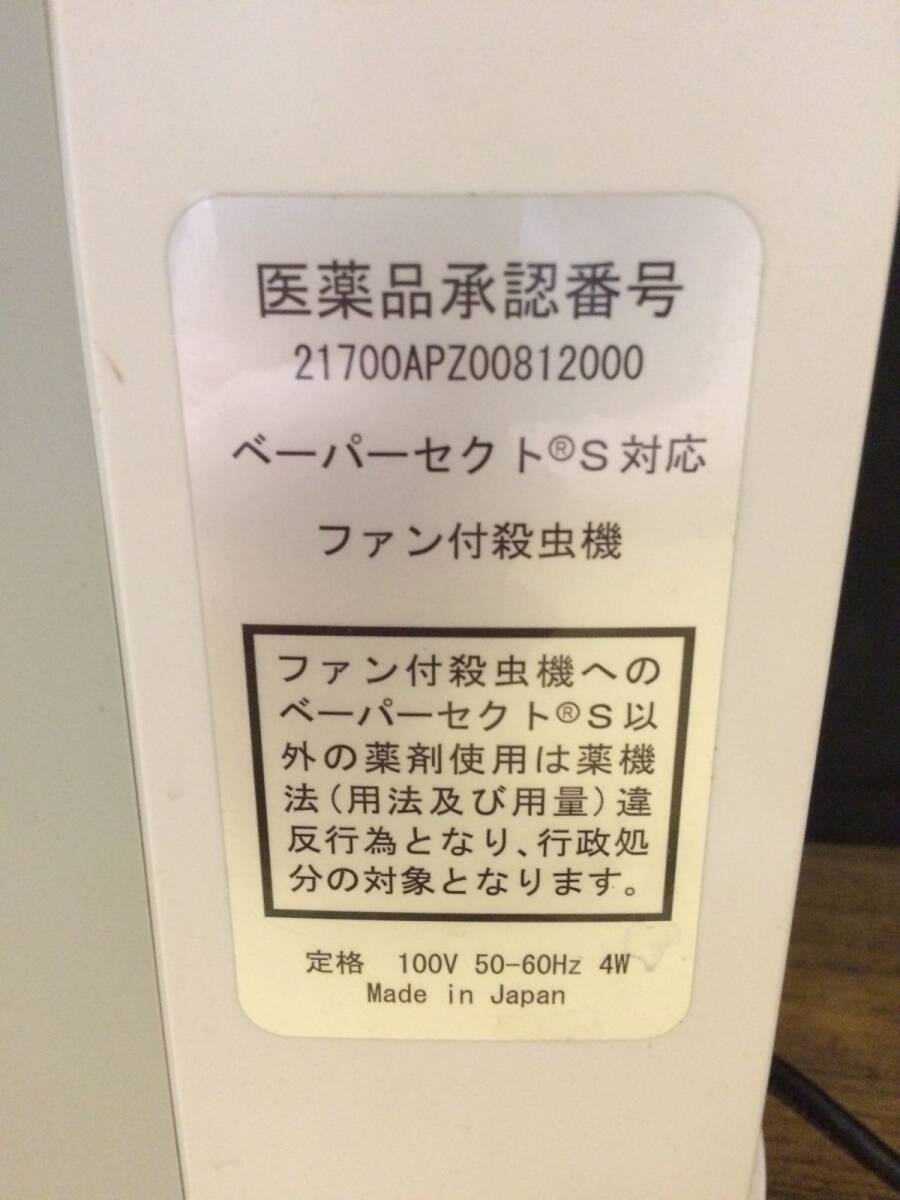 医薬品承認番号
21700APZ00812000
ベーパーセクト®S対応
ファン付殺虫機
ファン付殺虫機への
ベーパーセクト®S以
外の薬剤使用は薬機
法(用法及び用量)違
反行為となり、行政処
分の対象となります。
定格 100V 50-60Hz 4W
Made in Japan